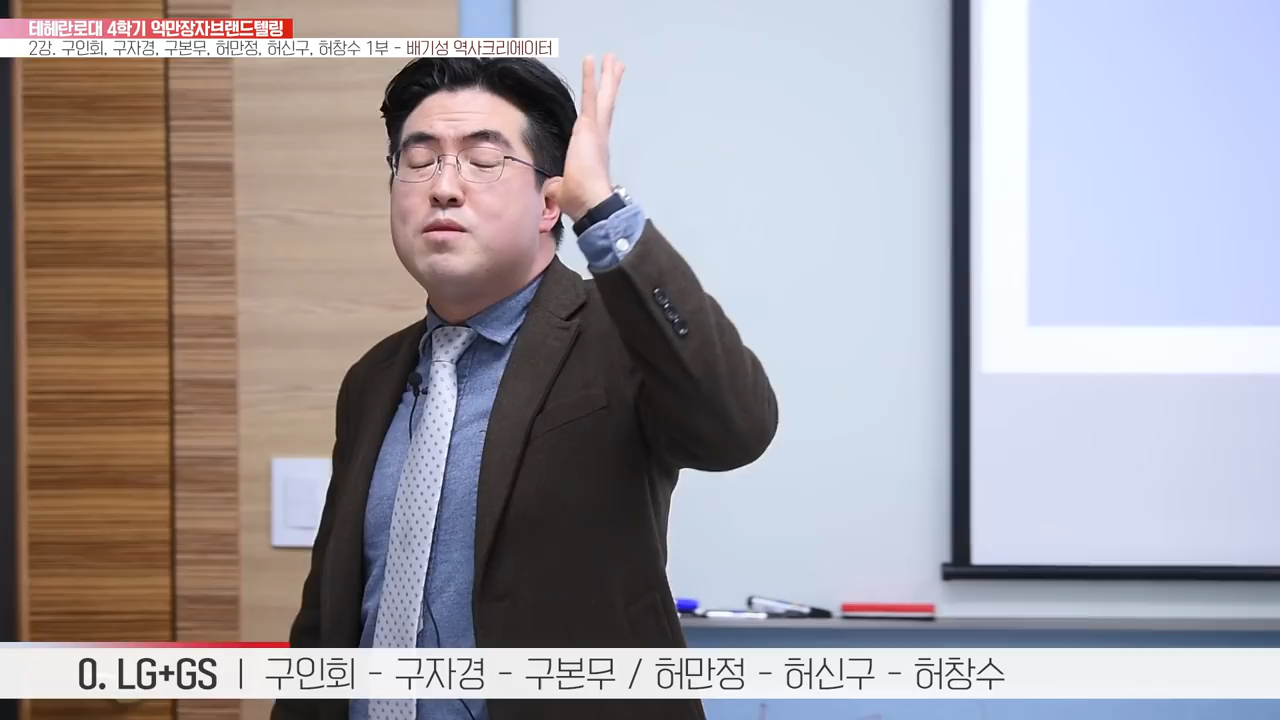 테헤란로대 4학기 억만장자브랜드텔링
2강. 구인회, 구자경, 구본무, 허만정, 허신구, 허창수 1부 - 배기성 역사크리에이터
0. LG+GS | 구인회 - 구자경 - 구본무 / 허만정 - 허신구 - 허창수